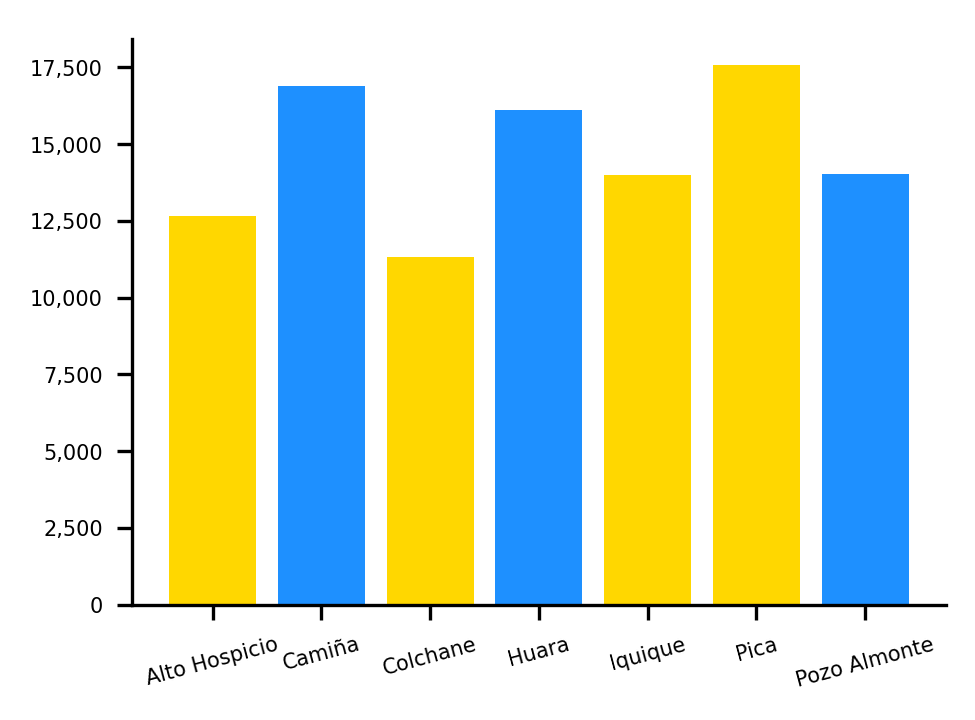 17,500
15,000
12,500
10,000
7,500
5,000
2,500
0
Alto Hospicio
Camiña
Colchane
Huara
Iquique
Pica
Pozo Almonte